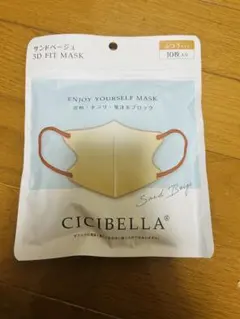 サンドベージュ
3D FIT MASK
10枚入り
ENJOY YOURSELF MASK
花粉・ホコリ・飛沫をブロック
Sand Beige
CICIBELLA®